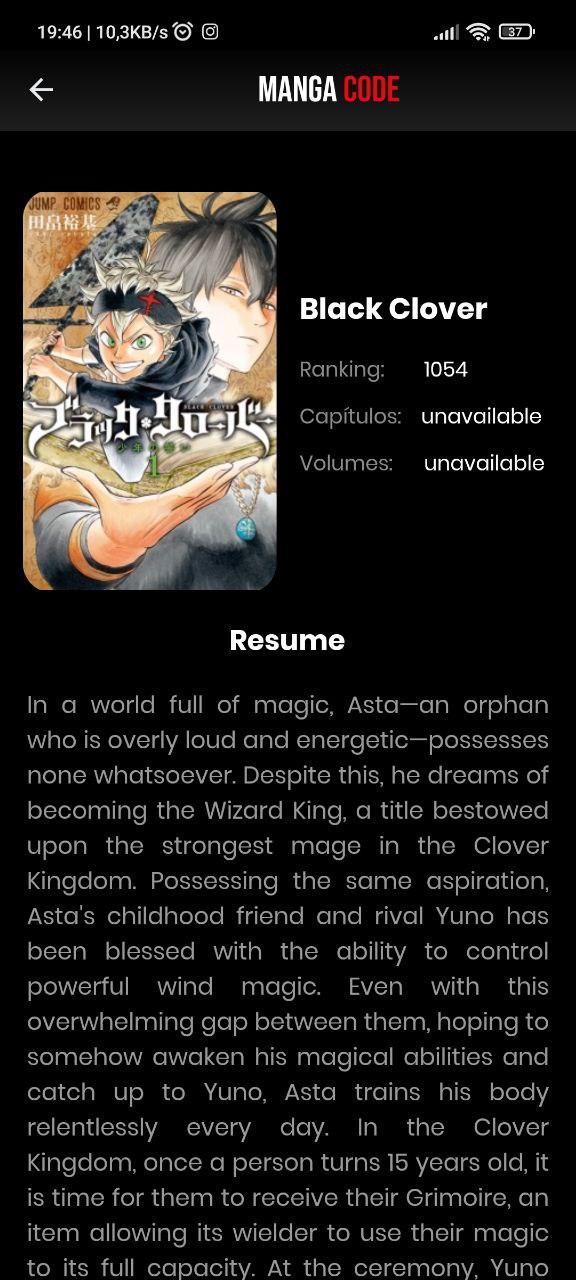 19:46 | 10,3KB/s
37
MANGA CODE
JUMP COMICS
田畠裕基
BLACK CLOVER
ブラッククローバー
1
Black Clover
Ranking: 1054
Capítulos: unavailable
Volumes: unavailable
Resume
In a world full of magic, Asta—an orphan
who is overly loud and energetic—possesses
none whatsoever. Despite this, he dreams of
becoming the Wizard King, a title bestowed
upon the strongest mage in the Clover
Kingdom. Possessing the same aspiration,
Asta's childhood friend and rival Yuno has
been blessed with the ability to control
powerful wind magic. Even with this
overwhelming gap between them, hoping to
somehow awaken his magical abilities and
catch up to Yuno, Asta trains his body
relentlessly every day. In the Clover
Kingdom, once a person turns 15 years old, it
is time for them to receive their Grimoire, an
item allowing its wielder to use their magic
to its full capacity. At the ceremony, Yuno